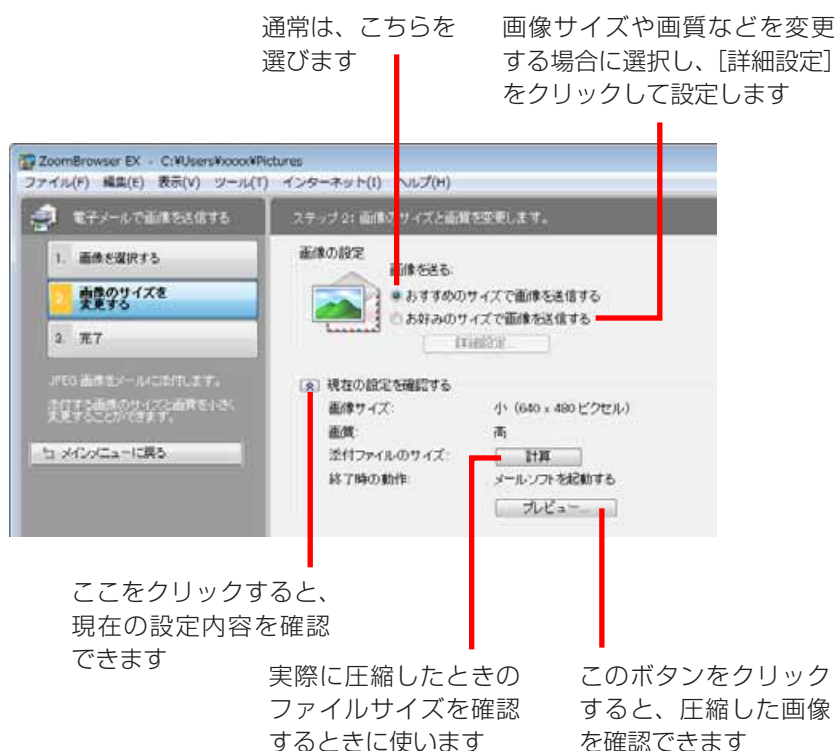 通常は、こちらを
選びます
画像サイズや画質などを変更
する場合に選択し、[詳細設定]
をクリックして設定します
ZoomBrowser EX - C:¥Users¥xxxx¥Pictures
ファイル(F) 編集(E) 表示(V) ツール(T) インターネット(I) ヘルプ(H)
電子メールで画像を送信する
ステップ 2: 画像のサイズと画質を変更します。
1. 画像を選択する
2. 画像のサイズを
変更する
3. 完了
JPEG 画像をメールに添付します。
添付する画像のサイズと画質を小さく
変更することができます。
メインメニューに戻る
画像の設定
画像を送る:
おすすめのサイズで画像を送信する
お好みのサイズで画像を送信する
詳細設定
現在の設定を確認する
画像サイズ: 小 (640 x 480 ピクセル)
画質: 高
添付ファイルのサイズ: 計算
終了時の動作: メールソフトを起動する
プレビュー...
ここをクリックすると、
現在の設定内容を確認
できます
実際に圧縮したときの
ファイルサイズを確認
するときに使います
このボタンをクリック
すると、圧縮した画像
を確認できます